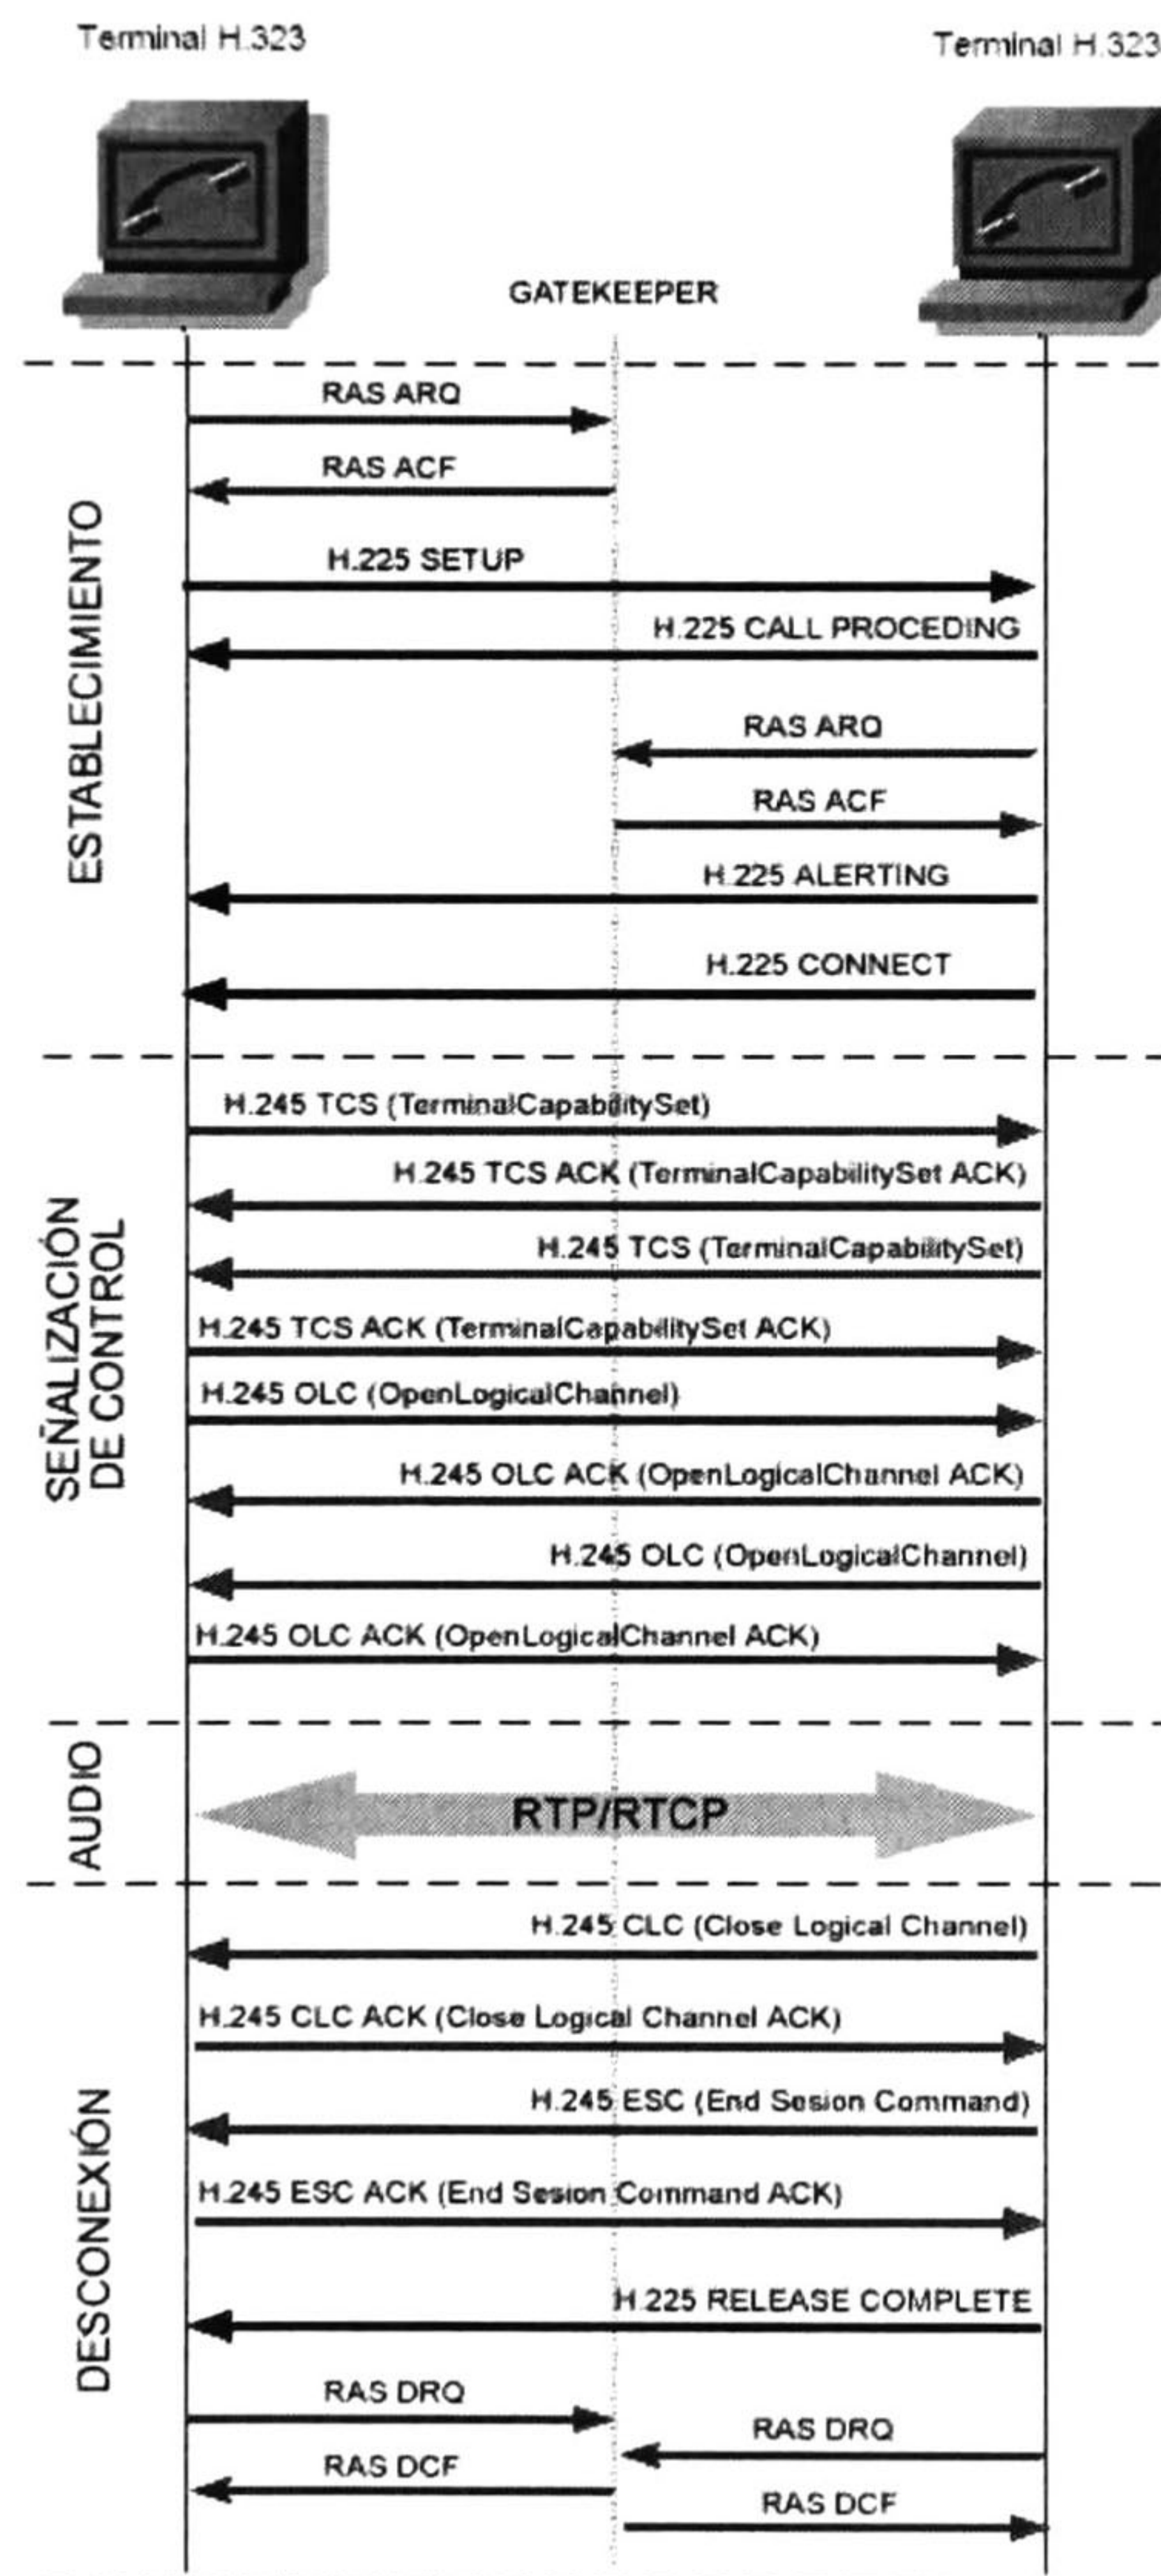 Terminal H.323
Terminal H.323
GATEKEEPER
RAS ARQ
RAS ACF
H.225 SETUP
H.225 CALL PROCEDING
RAS ARQ
RAS ACF
H.225 ALERTING
H.225 CONNECT
ESTABLECIMIENTO
H.245 TCS (TerminalCapabilitySet)
H.245 TCS ACK (TerminalCapabilitySet ACK)
H.245 TCS (TerminalCapabilitySet)
H.245 TCS ACK (TerminalCapabilitySet ACK)
H.245 OLC (OpenLogicalChannel)
H.245 OLC ACK (OpenLogicalChannel ACK)
H.245 OLC (OpenLogicalChannel)
H.245 OLC ACK (OpenLogicalChannel ACK)
SEÑALIZACIÓN
DE CONTROL
AUDIO
RTP/RTCP
H.245 CLC (Close Logical Channel)
H.245 CLC ACK (Close Logical Channel ACK)
H.245 ESC (End Sesion Command)
H.245 ESC ACK (End Sesion Command ACK)
H.225 RELEASE COMPLETE
RAS DRQ
RAS DRQ
RAS DCF
RAS DCF
DESCONEXIÓN